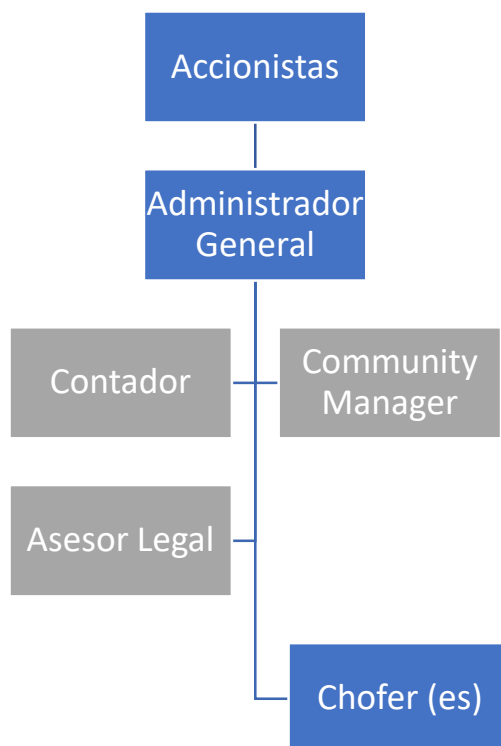 Accionistas
Administrador
General
Contador
Community
Manager
Asesor Legal
Chofer (es)